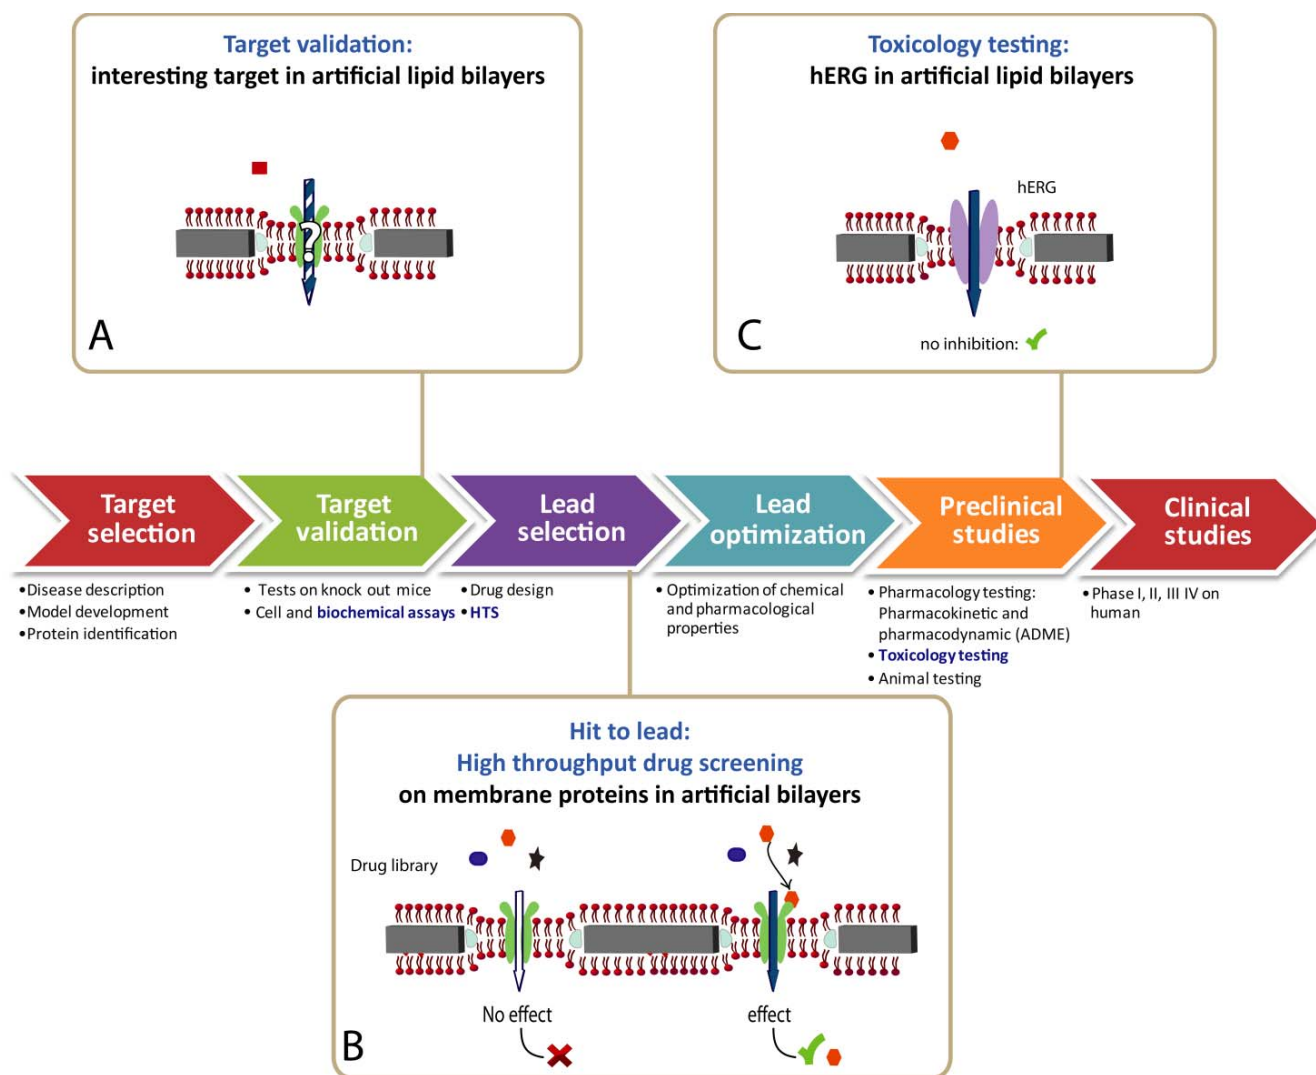 Target validation:
interesting target in artificial lipid bilayers
?
A
Toxicology testing:
hERG in artificial lipid bilayers
hERG
no inhibition:
C
Target
selection
Target
validation
Lead
selection
Lead
optimization
Preclinical
studies
Clinical
studies
•Disease description
•Model development
•Protein identification
• Tests on knock out mice
• Cell and biochemical assays
•Drug design
•HTS
• Optimization of chemical
and pharmacological
properties
• Pharmacology testing:
Pharmacokinetic and
pharmacodynamic (ADME)
• Toxicology testing
• Animal testing
• Phase I, II, III IV on
human
Hit to lead:
High throughput drug screening
on membrane proteins in artificial bilayers
Drug library
No effect
effect
B